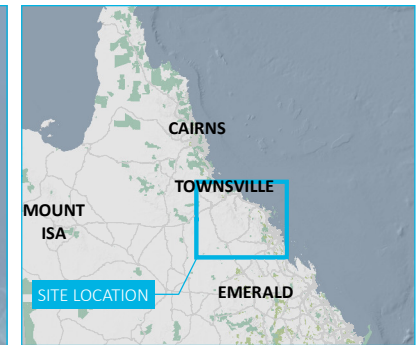 CAIRNS
TOWNSVILLE
MOUNT
ISA
SITE LOCATION
EMERALD